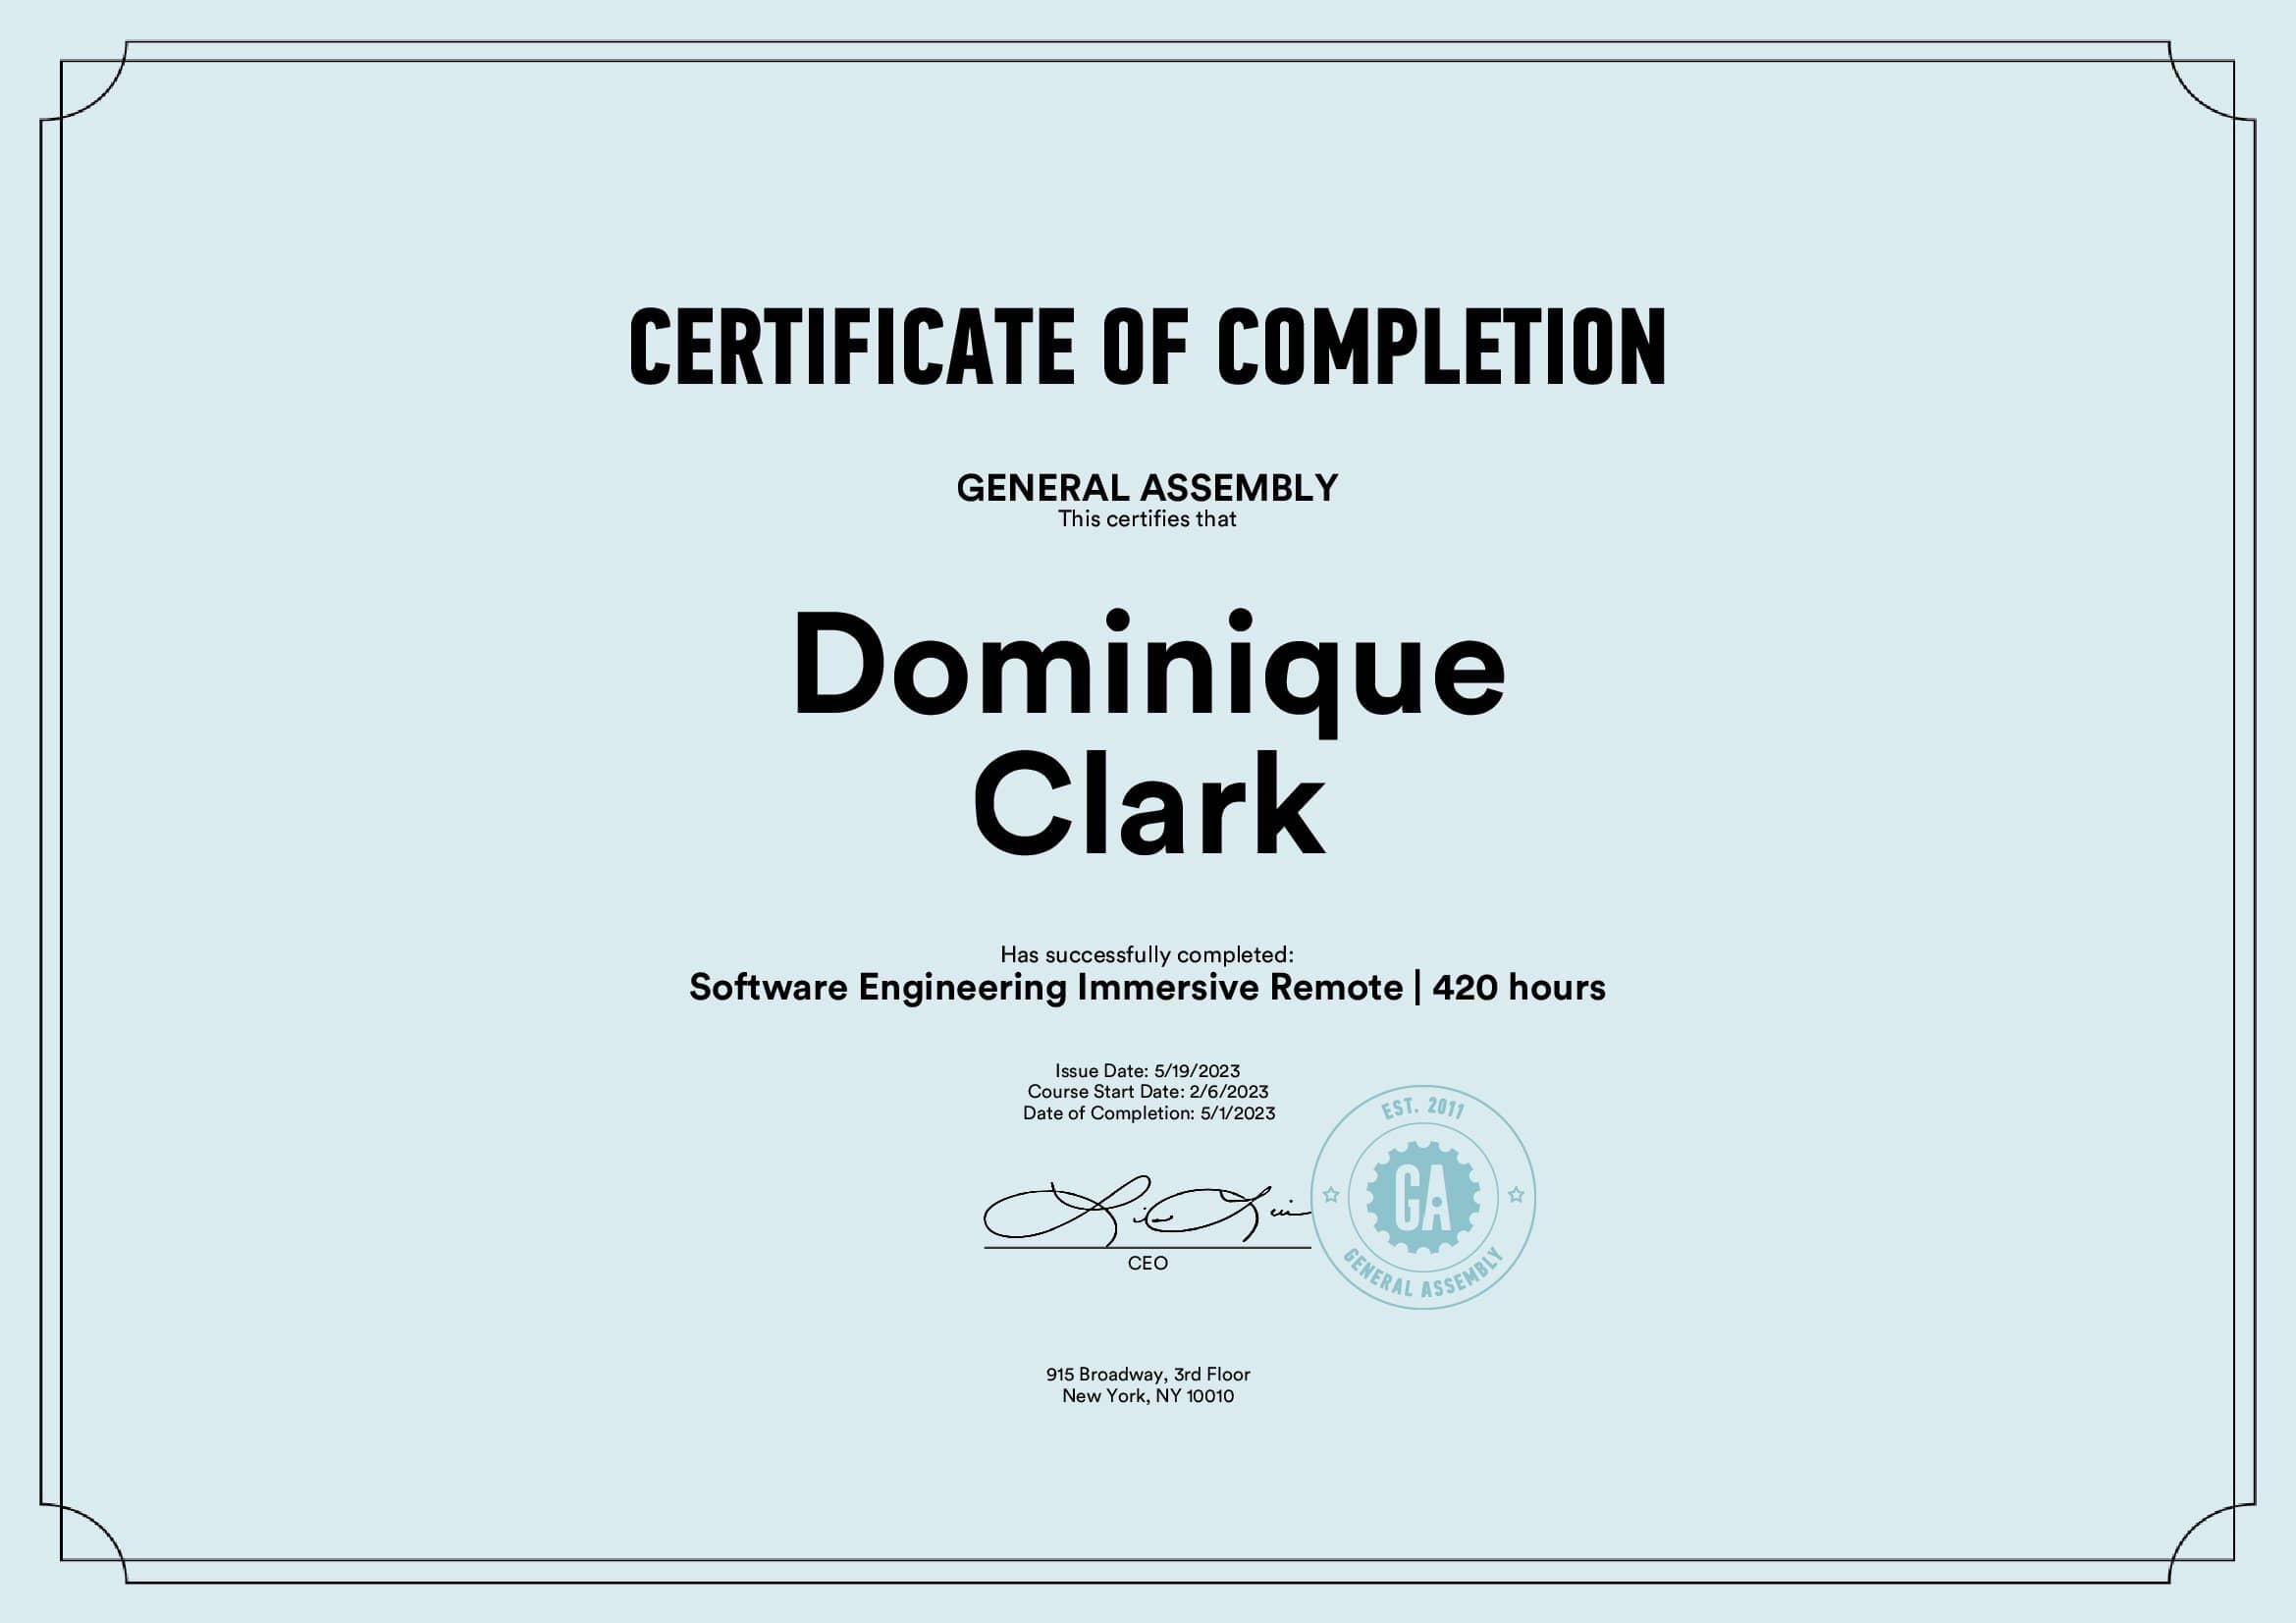 CERTIFICATE OF COMPLETION
GENERAL ASSEMBLY
This certifies that
Dominique
Clark
Has successfully completed:
Software Engineering Immersive Remote | 420 hours
Issue Date: 5/19/2023
Course Start Date: 2/6/2023
Date of Completion: 5/1/2023
EST. 2011
GA
GENERAL ASSEMBLY
CEO
915 Broadway, 3rd Floor
New York, NY 10010